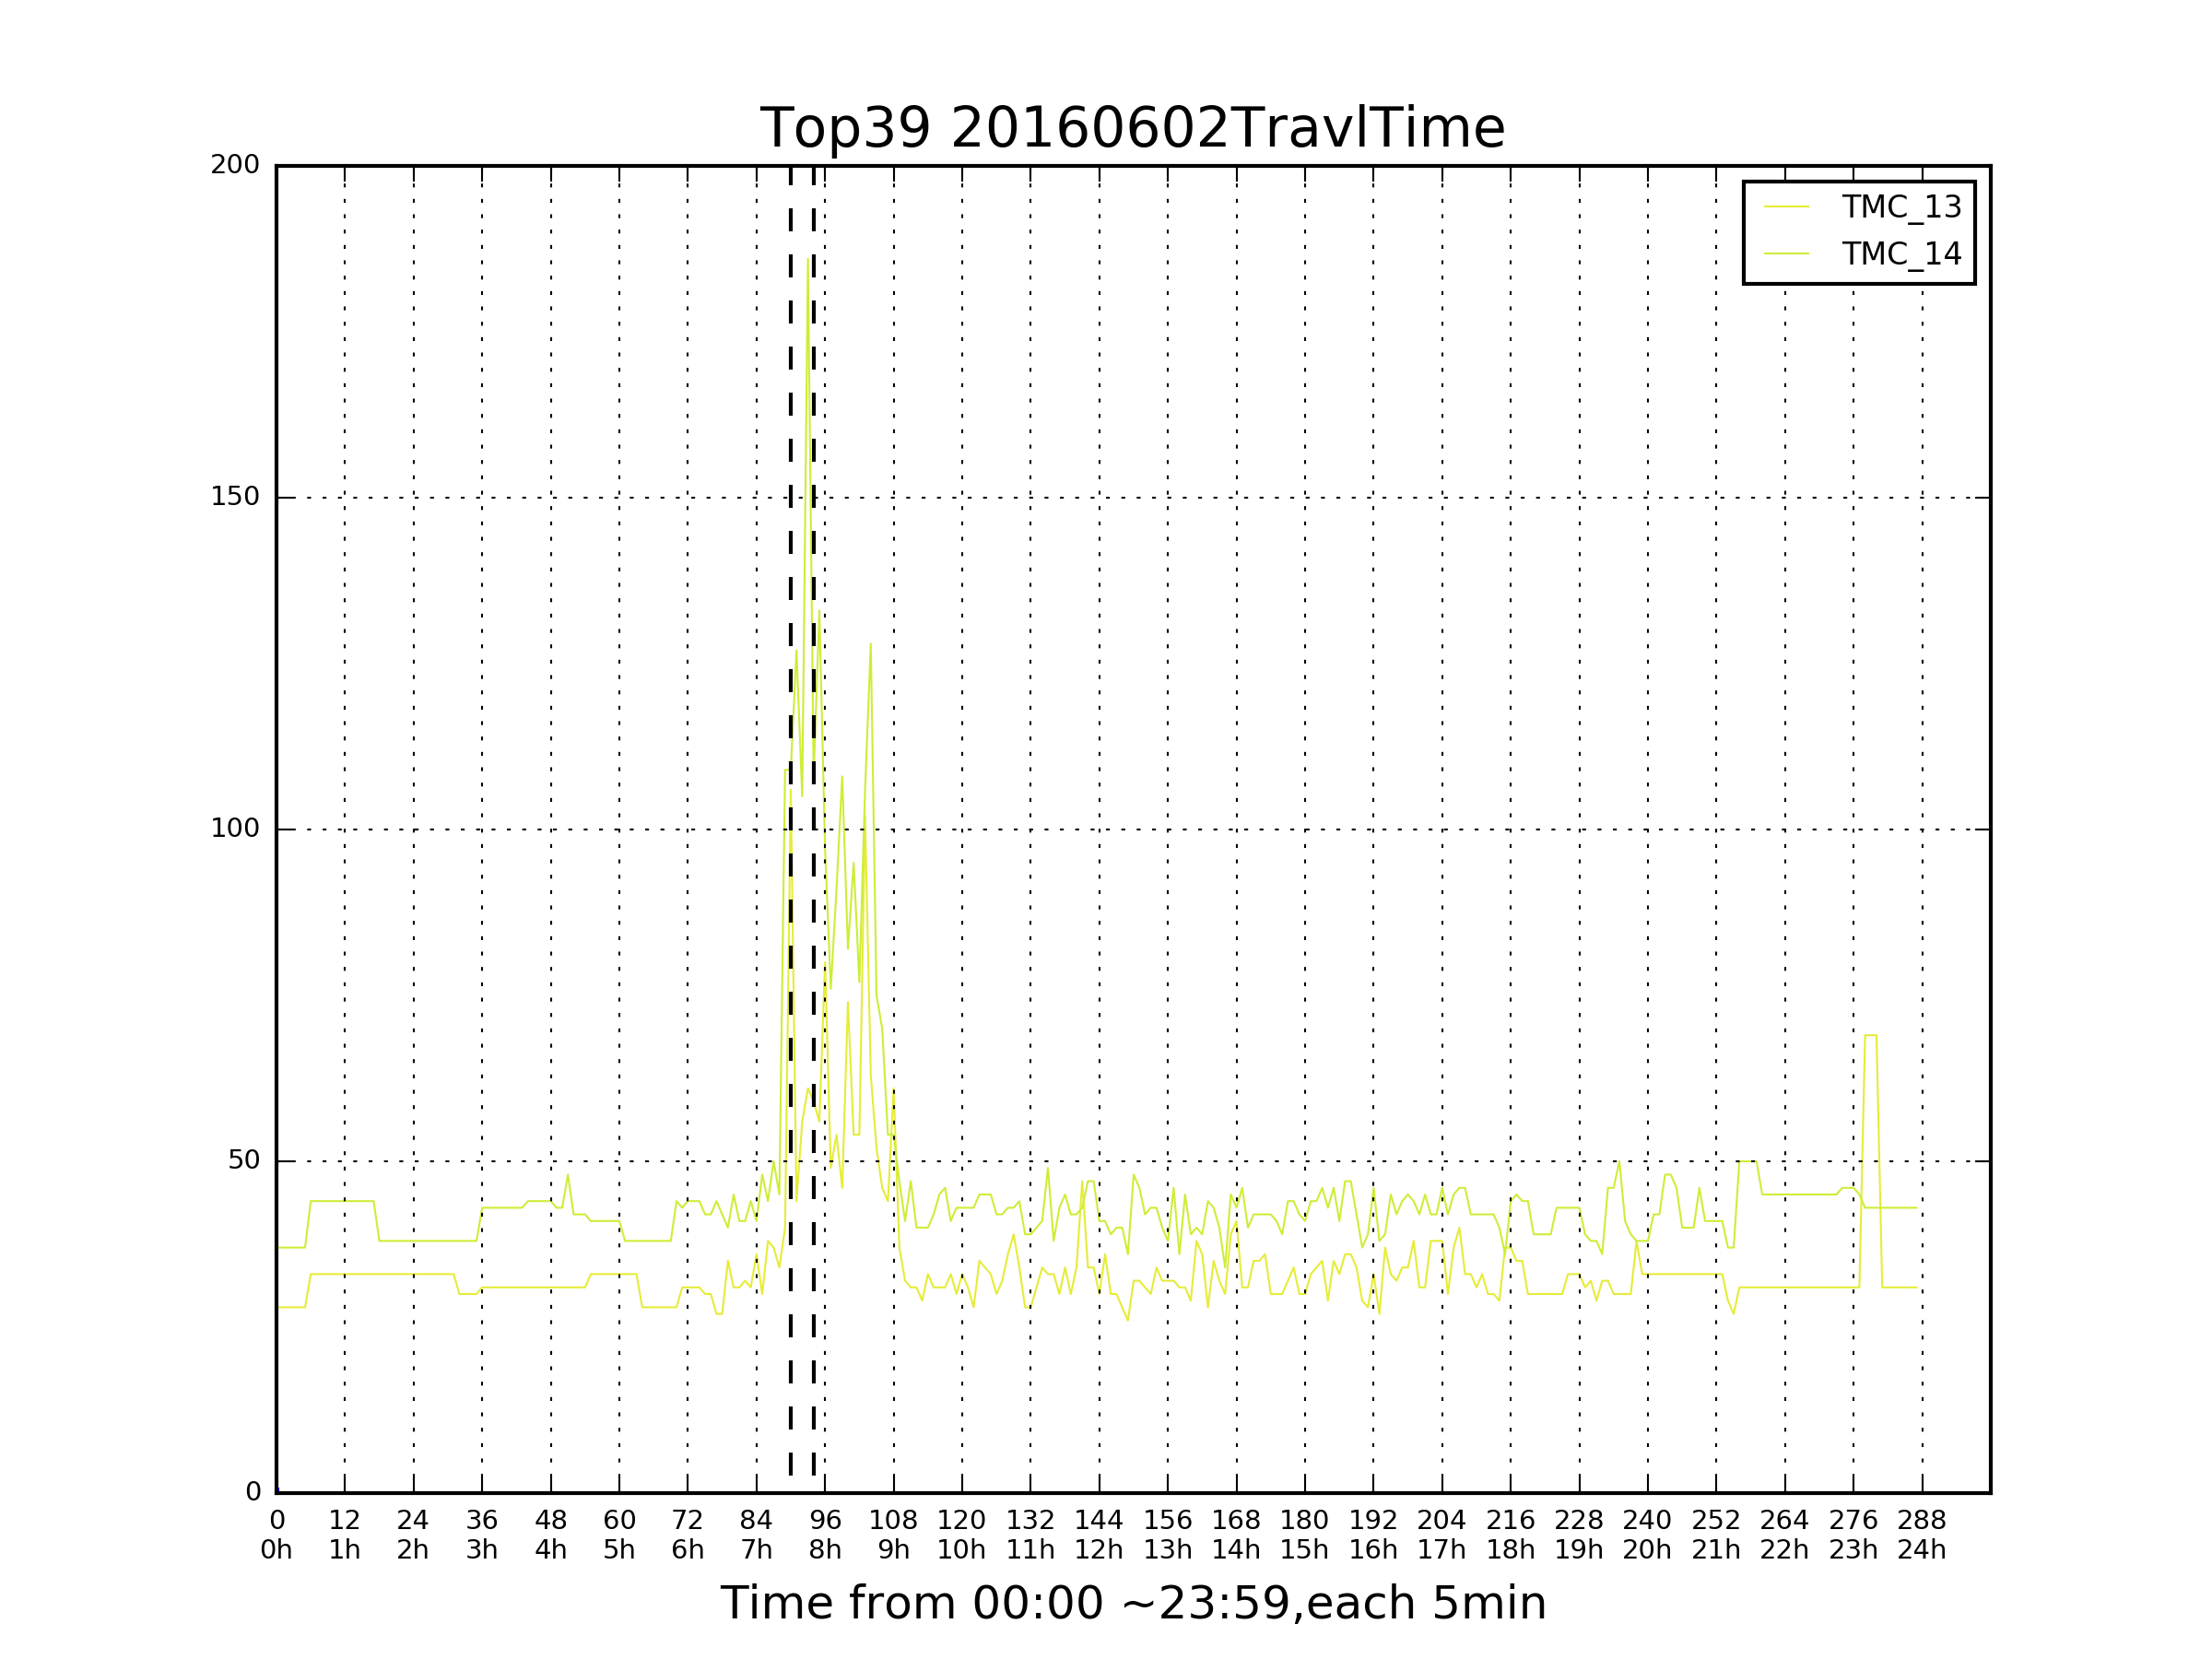 Top39 20160602TravlTime
TMC_13
TMC_14
200
150
100
50
0
0 12 24 36 48 60 72 84 96 108 120 132 144 156 168 180 192 204 216 228 240 252 264 276 288
0h 1h 2h 3h 4h 5h 6h 7h 8h 9h 10h 11h 12h 13h 14h 15h 16h 17h 18h 19h 20h 21h 22h 23h 24h
Time from 00:00 ~23:59,each 5min